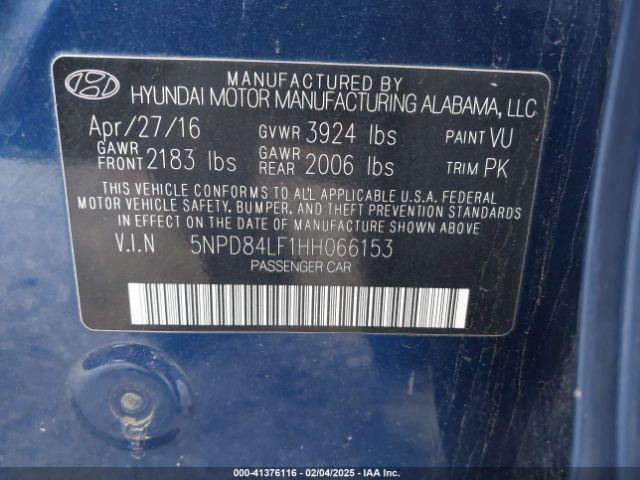 MANUFACTURED BY
HYUNDAI MOTOR MANUFACTURING ALABAMA, LLC
Apr/27/16 GVWR 3924 lbs PAINT VU
GAWR FRONT 2183 lbs GAWR REAR 2006 lbs TRIM PK
THIS VEHICLE CONFORMS TO ALL APPLICABLE U.S.A. FEDERAL
MOTOR VEHICLE SAFETY, BUMPER, AND THEFT PREVENTION STANDARDS
IN EFFECT ON THE DATE OF MANUFACTURE SHOWN ABOVE.
V.I.N 5NPD84LF1HH066153
PASSENGER CAR
000-41376116 — 02/04/2025 — IAA Inc.